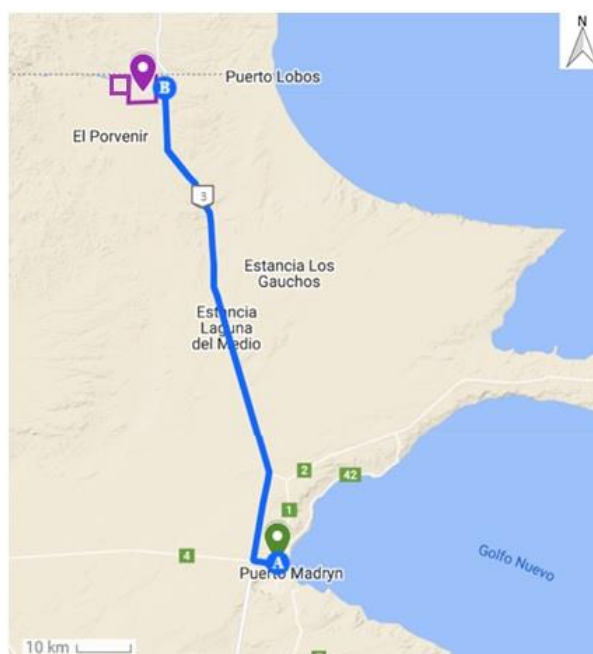 N
Puerto Lobos
B
El Porvenir
3
Estancia Los
Gauchos
Estancia
Laguna
del Medio
2
42
1
4
A
Golfo Nuevo
Puerto Madryn
10 km